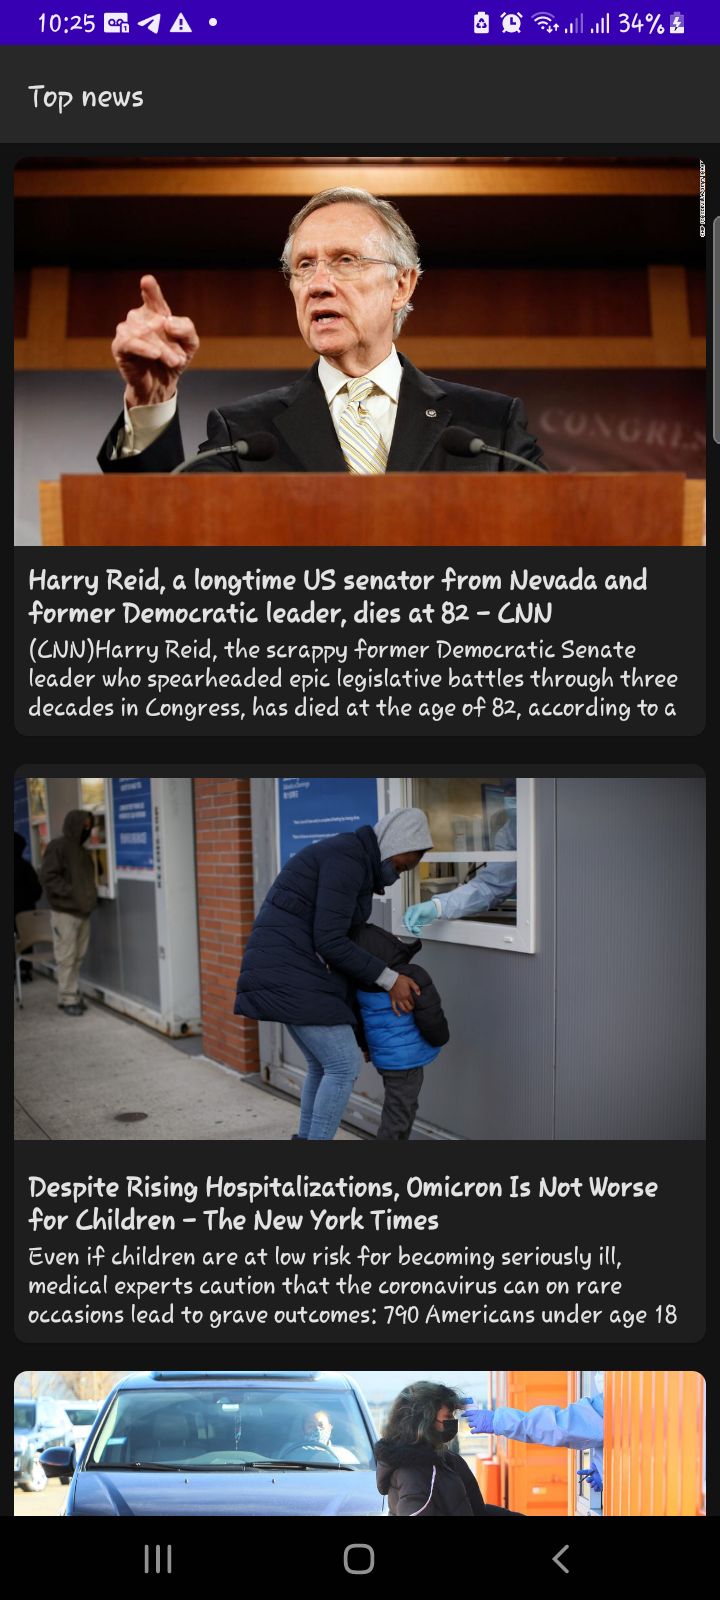 10:25
34%
Top news
CONGRES
Harry Reid, a longtime US senator from Nevada and
former Democratic leader, dies at 82 – CNN
(CNN)Harry Reid, the scrappy former Democratic Senate
leader who spearheaded epic legislative battles through three
decades in Congress, has died at the age of 82, according to a
Despite Rising Hospitalizations, Omicron Is Not Worse
for Children – The New York Times
Even if children are at low risk for becoming seriously ill,
medical experts caution that the coronavirus can on rare
occasions lead to grave outcomes: 790 Americans under age 18